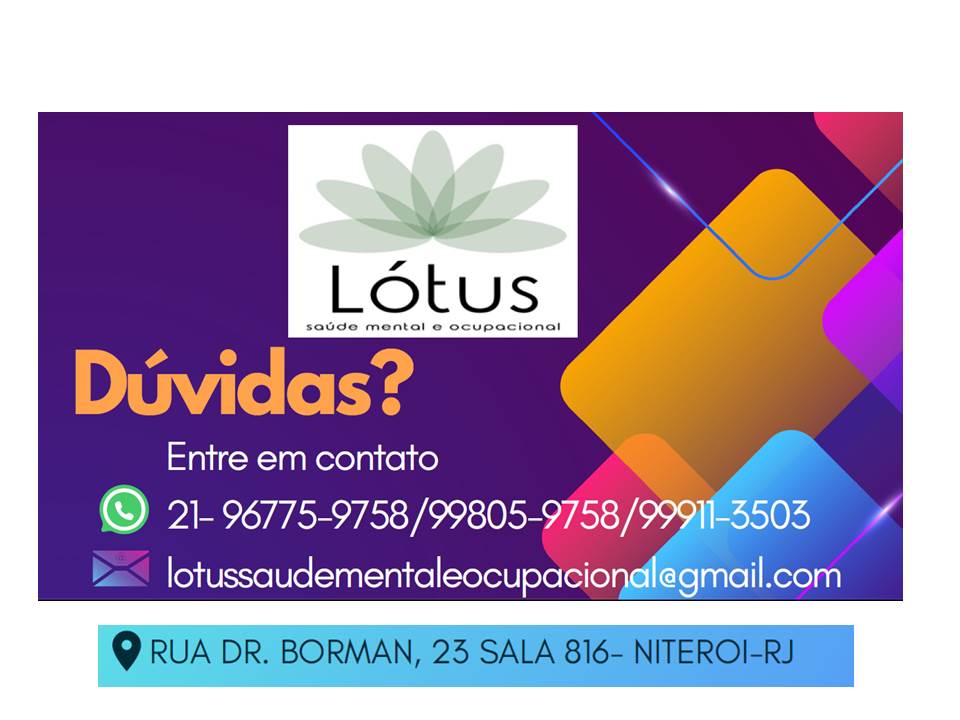 Lótus
saúde mental e ocupacional
Dúvidas?
Entre em contato
21- 96775-9758/99805-9758/99911-3503
lotussaudementaleocupacional@gmail.com
RUA DR. BORMAN, 23 SALA 816- NITEROI-RJ